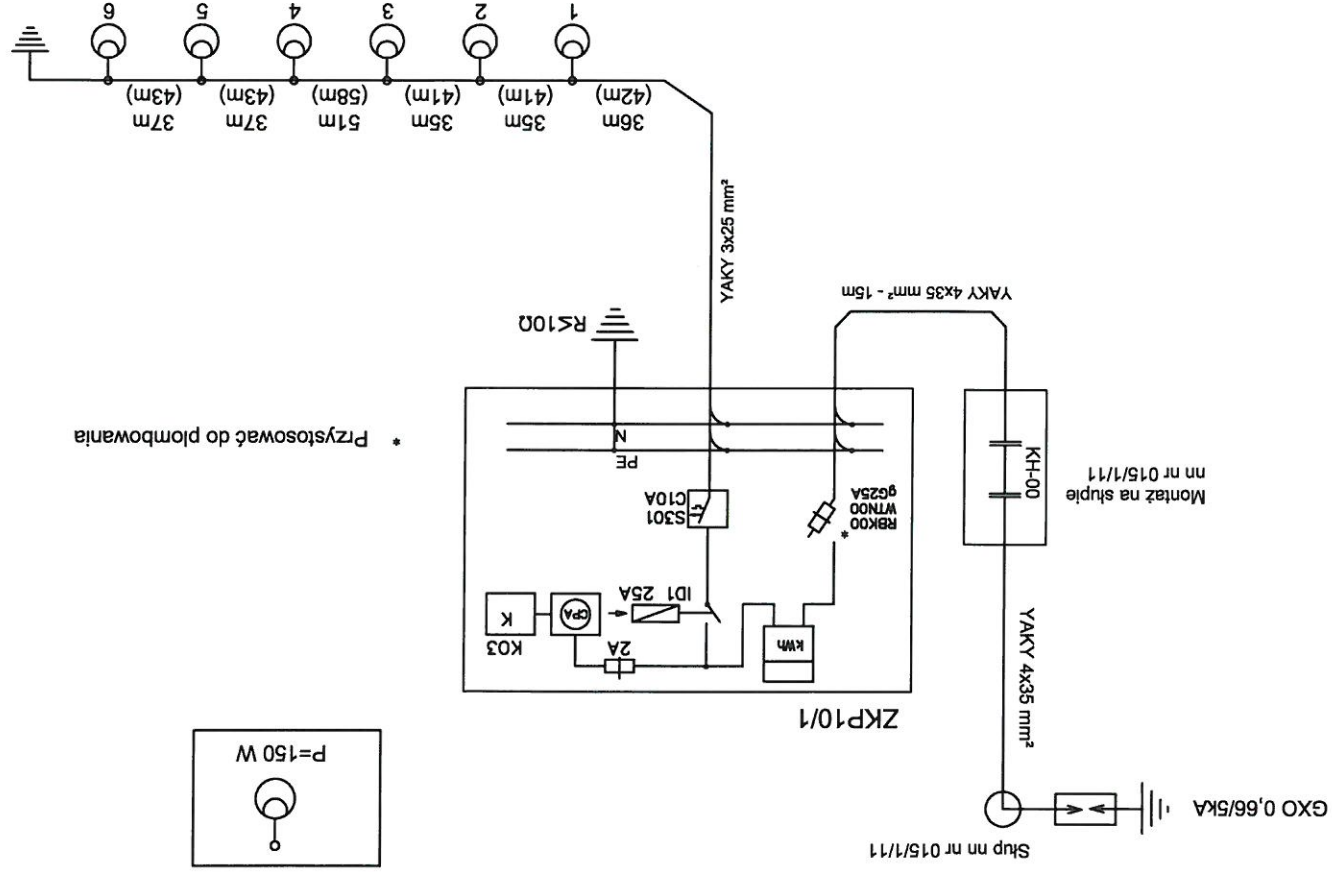 Słup nn nr 015/1/11
GXO 0,66/5kA
P=150 W
ZKP10/1
YAKY 4x35 mm²
kWh
2A
K03
K
CPA
ID1 25A
Montaż na słupie
nn nr 015/1/11
KH-00
*
RBK00
WTN00
gG25A
S301
C10A
PE
N
* Przystosować do plombowania
R≤10Ω
YAKY 4x35 mm² - 15m
YAKY 3x25 mm²
36m
(42m)
35m
(41m)
35m
(41m)
51m
(58m)
37m
(43m)
37m
(43m)
1
2
3
4
5
6